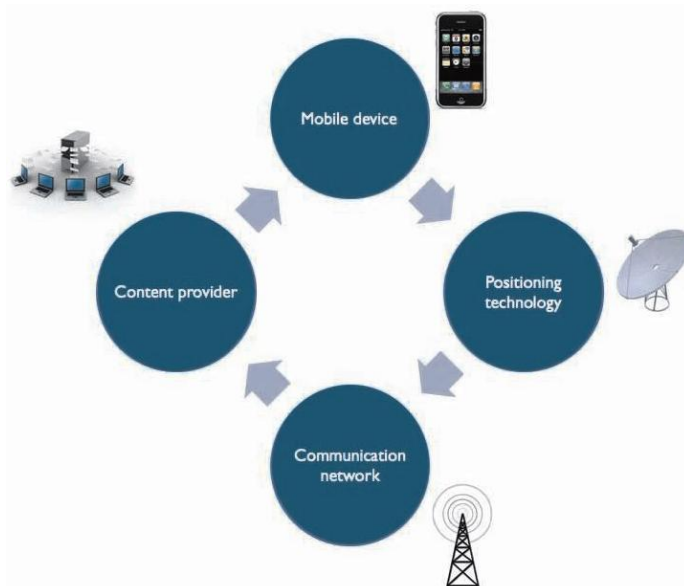 Mobile device
Positioning
technology
Communication
network
Content provider